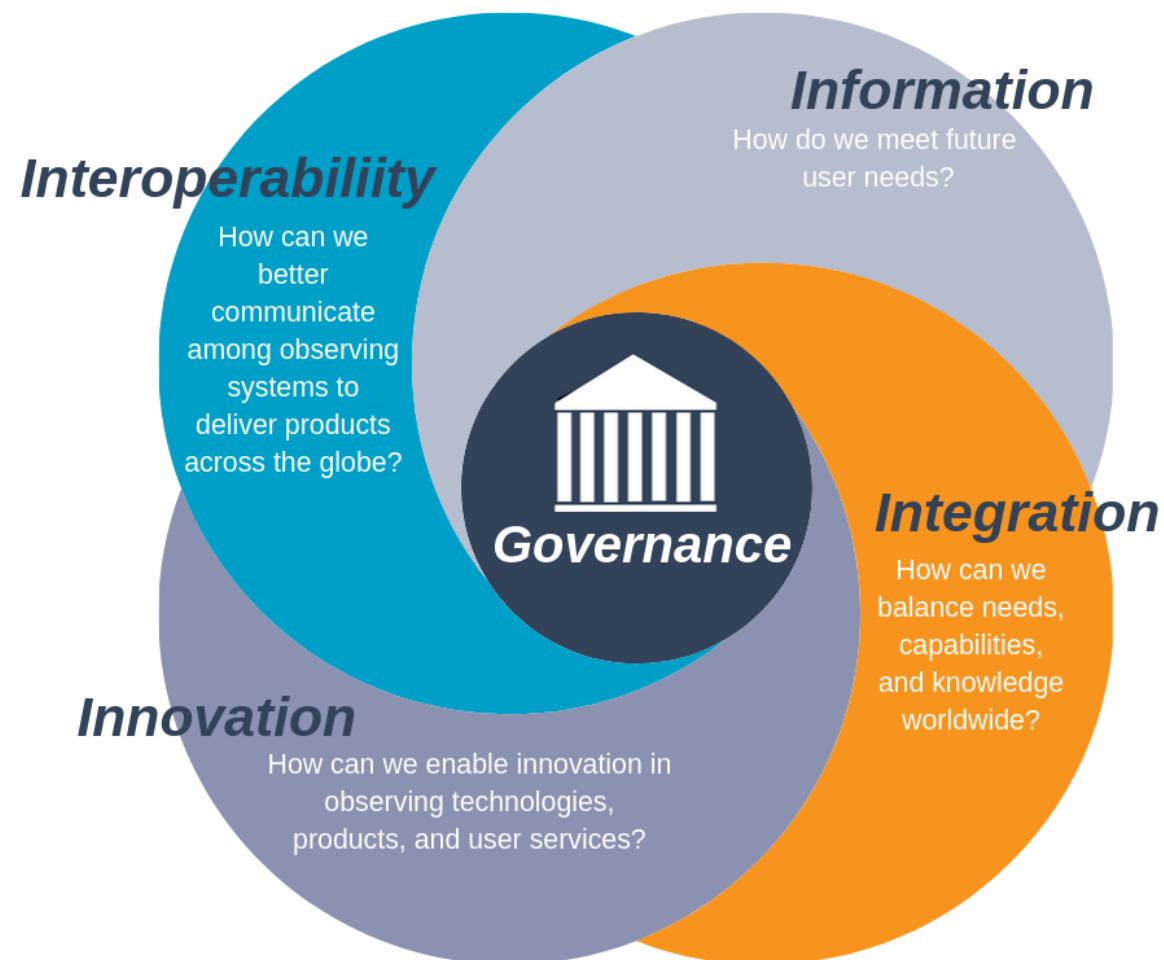 Information
How do we meet future
user needs?
Interoperabiliity
How can we
better
communicate
among observing
systems to
deliver products
across the globe?
Governance
Integration
How can we
balance needs,
capabilities,
and knowledge
worldwide?
Innovation
How can we enable innovation in
observing technologies,
products, and user services?